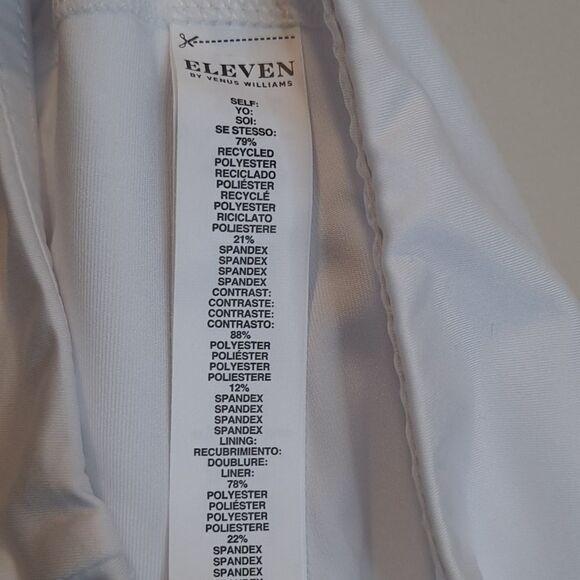 ELEVEN
BY VENUS WILLIAMS
SELF:
YO:
SOI:
SE STESSO:
79%
RECYCLED
POLYESTER
RECICLADO
POLIÉSTER
RECYCLÉ
POLYESTER
RICICLATO
POLIESTERE
21%
SPANDEX
SPANDEX
SPANDEX
SPANDEX
CONTRAST:
CONTRASTE:
CONTRASTE:
CONTRASTO:
88%
POLYESTER
POLIÉSTER
POLYESTER
POLIESTERE
12%
SPANDEX
SPANDEX
SPANDEX
SPANDEX
LINING:
RECUBRIMIENTO:
DOUBLURE:
LINER:
78%
POLYESTER
POLIÉSTER
POLYESTER
POLIESTERE
22%
SPANDEX
SPANDEX
SPANDEX